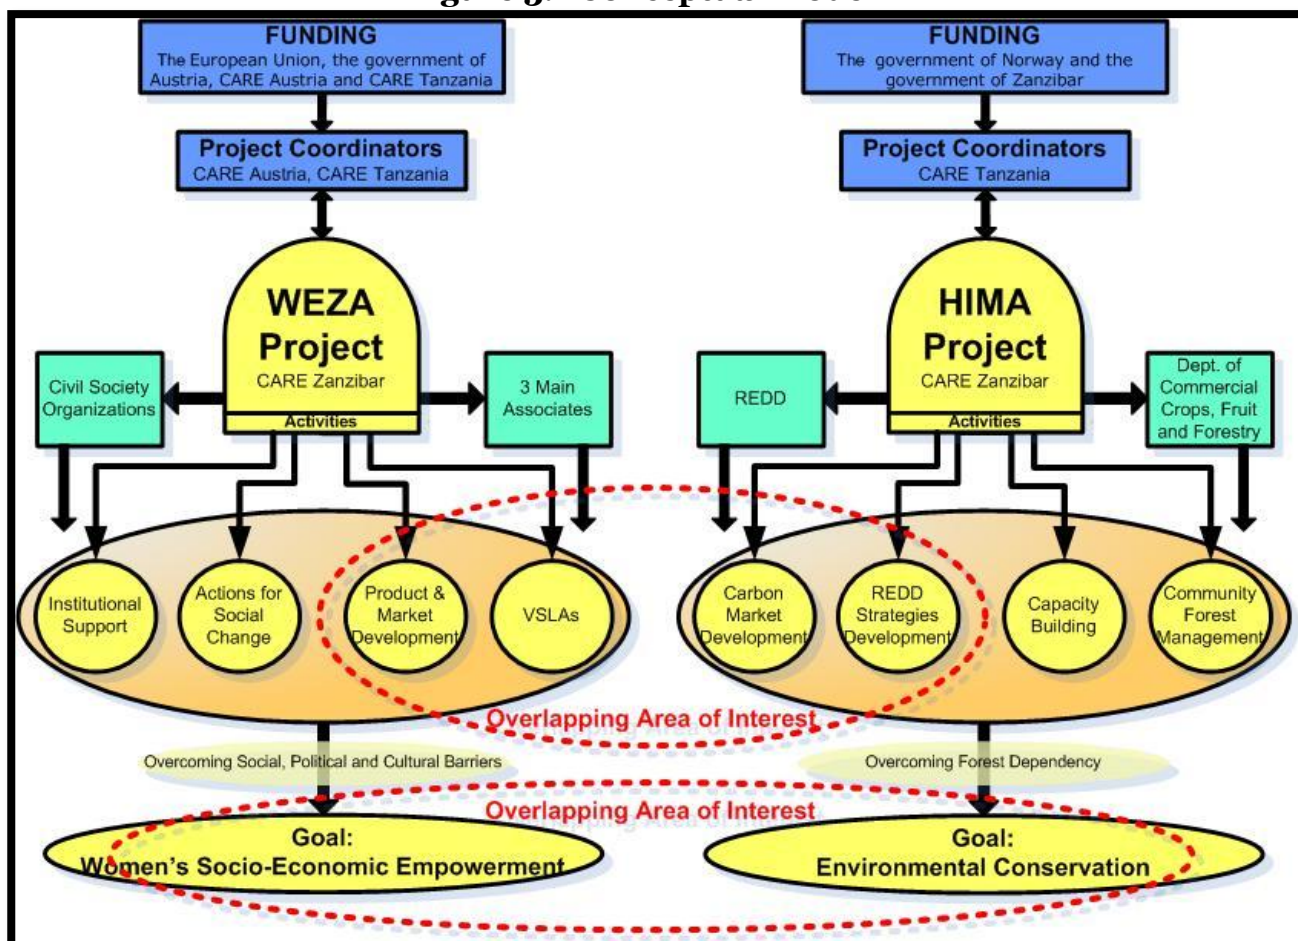 FUNDING
The European Union, the government of
Austria, CARE Austria and CARE Tanzania
Project Coordinators
CARE Austria, CARE Tanzania
WEZA
Project
CARE Zanzibar
Activities
Civil Society
Organizations
3 Main
Associates
Institutional
Support
Actions for
Social
Change
Product &
Market
Development
VSLAs
FUNDING
The government of Norway and the
government of Zanzibar
Project Coordinators
CARE Tanzania
HIMA
Project
CARE Zanzibar
Activities
REDD
Dept. of
Commercial
Crops, Fruit
and Forestry
Carbon
Market
Development
REDD
Strategies
Development
Capacity
Building
Community
Forest
Management
Overlapping Area of Interest
Overcoming Social, Political and Cultural Barriers
Overcoming Forest Dependency
Overlapping Area of Interest
Goal:
Women's Socio-Economic Empowerment
Goal:
Environmental Conservation